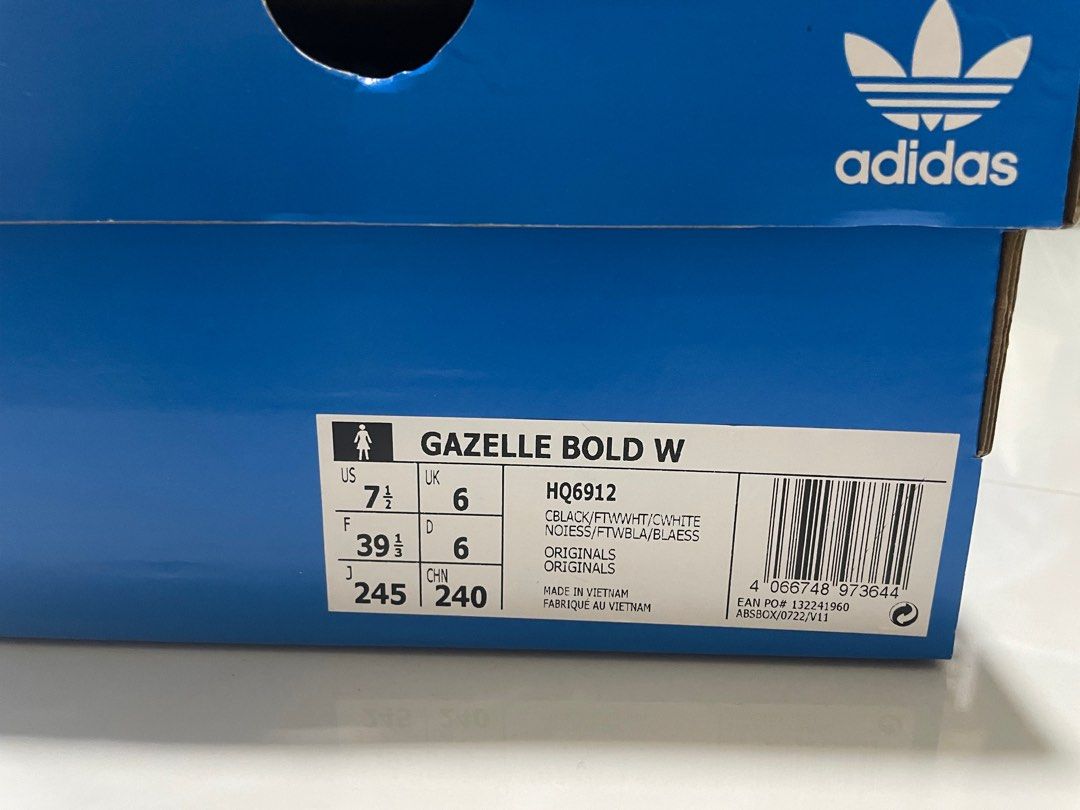 adidas
GAZELLE BOLD W
US 7 1/2
UK 6
F 39 1/3
D 6
J 245
CHN 240
HQ6912
CBLACK/FTWWHT/CWHITE
NOIESS/FTWBLA/BLAESS
ORIGINALS
ORIGINALS
MADE IN VIETNAM
FABRIQUÉ AU VIETNAM
4 066748 973644
EAN PO# 132241960
ABSBOX/0722/V11